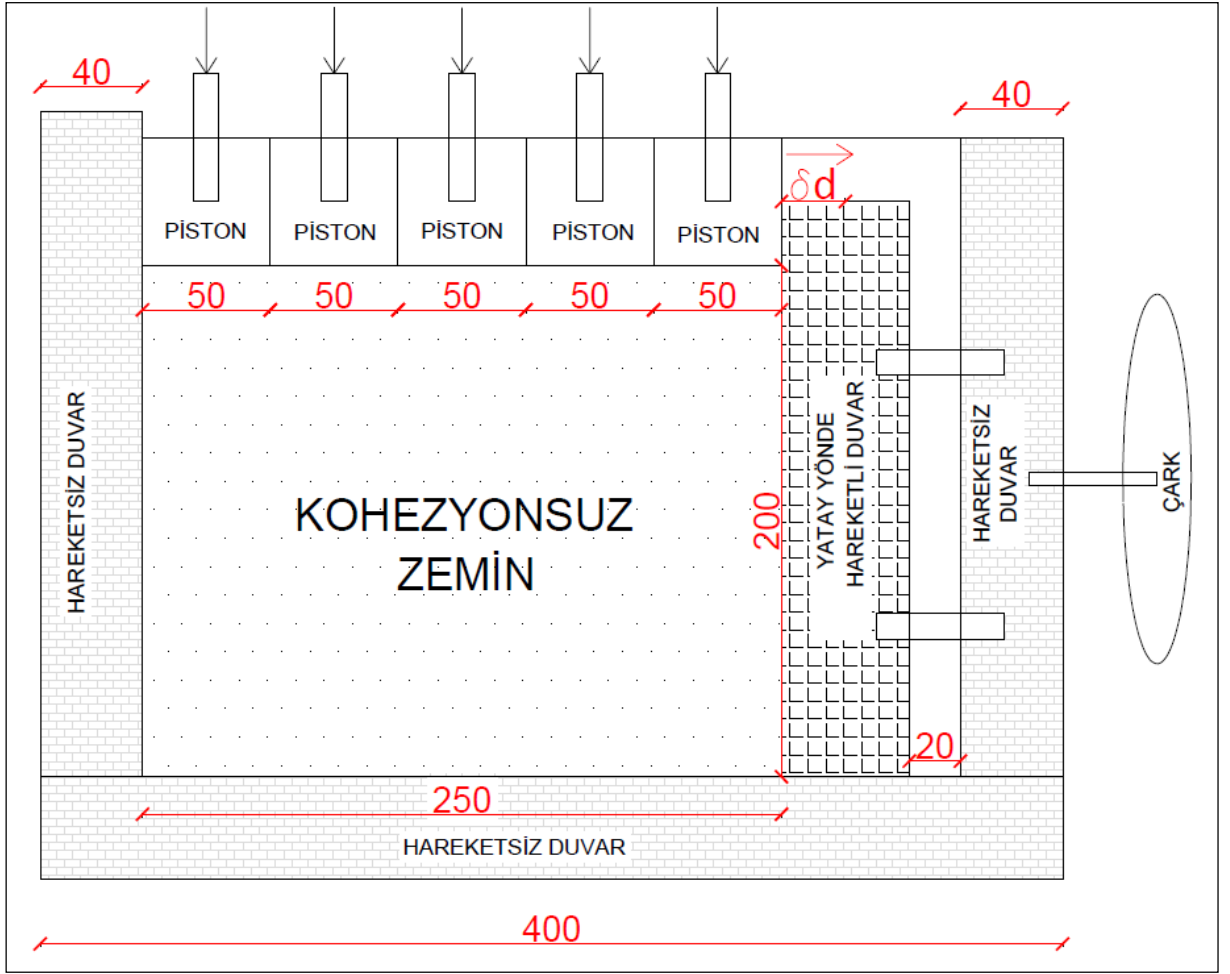 40
40
δd
PİSTON
PİSTON
PİSTON
PİSTON
PİSTON
50
50
50
50
50
HAREKETSİZ DUVAR
KOHEZYONSUZ
ZEMİN
200
YATAY YÖNDE
HAREKETLİ DUVAR
HAREKETSİZ
DUVAR
ÇARK
20
250
HAREKETSİZ DUVAR
400